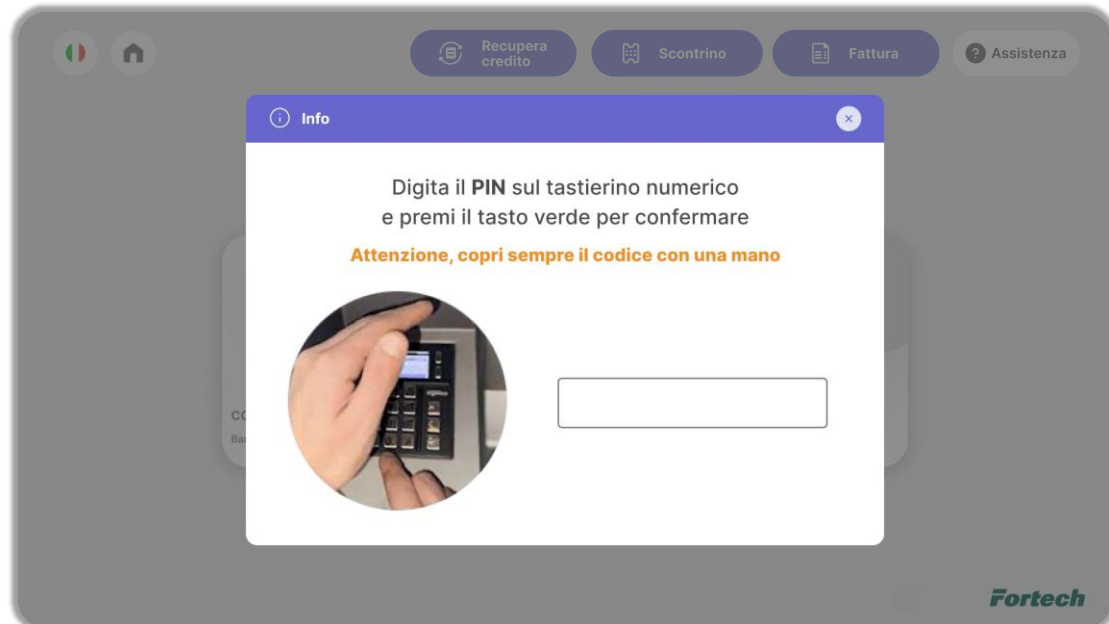 Recupera
credito
Scontrino
Fattura
Assistenza
Info
Digita il PIN sul tastierino numerico
e premi il tasto verde per confermare
Attenzione, copri sempre il codice con una mano
Fortech